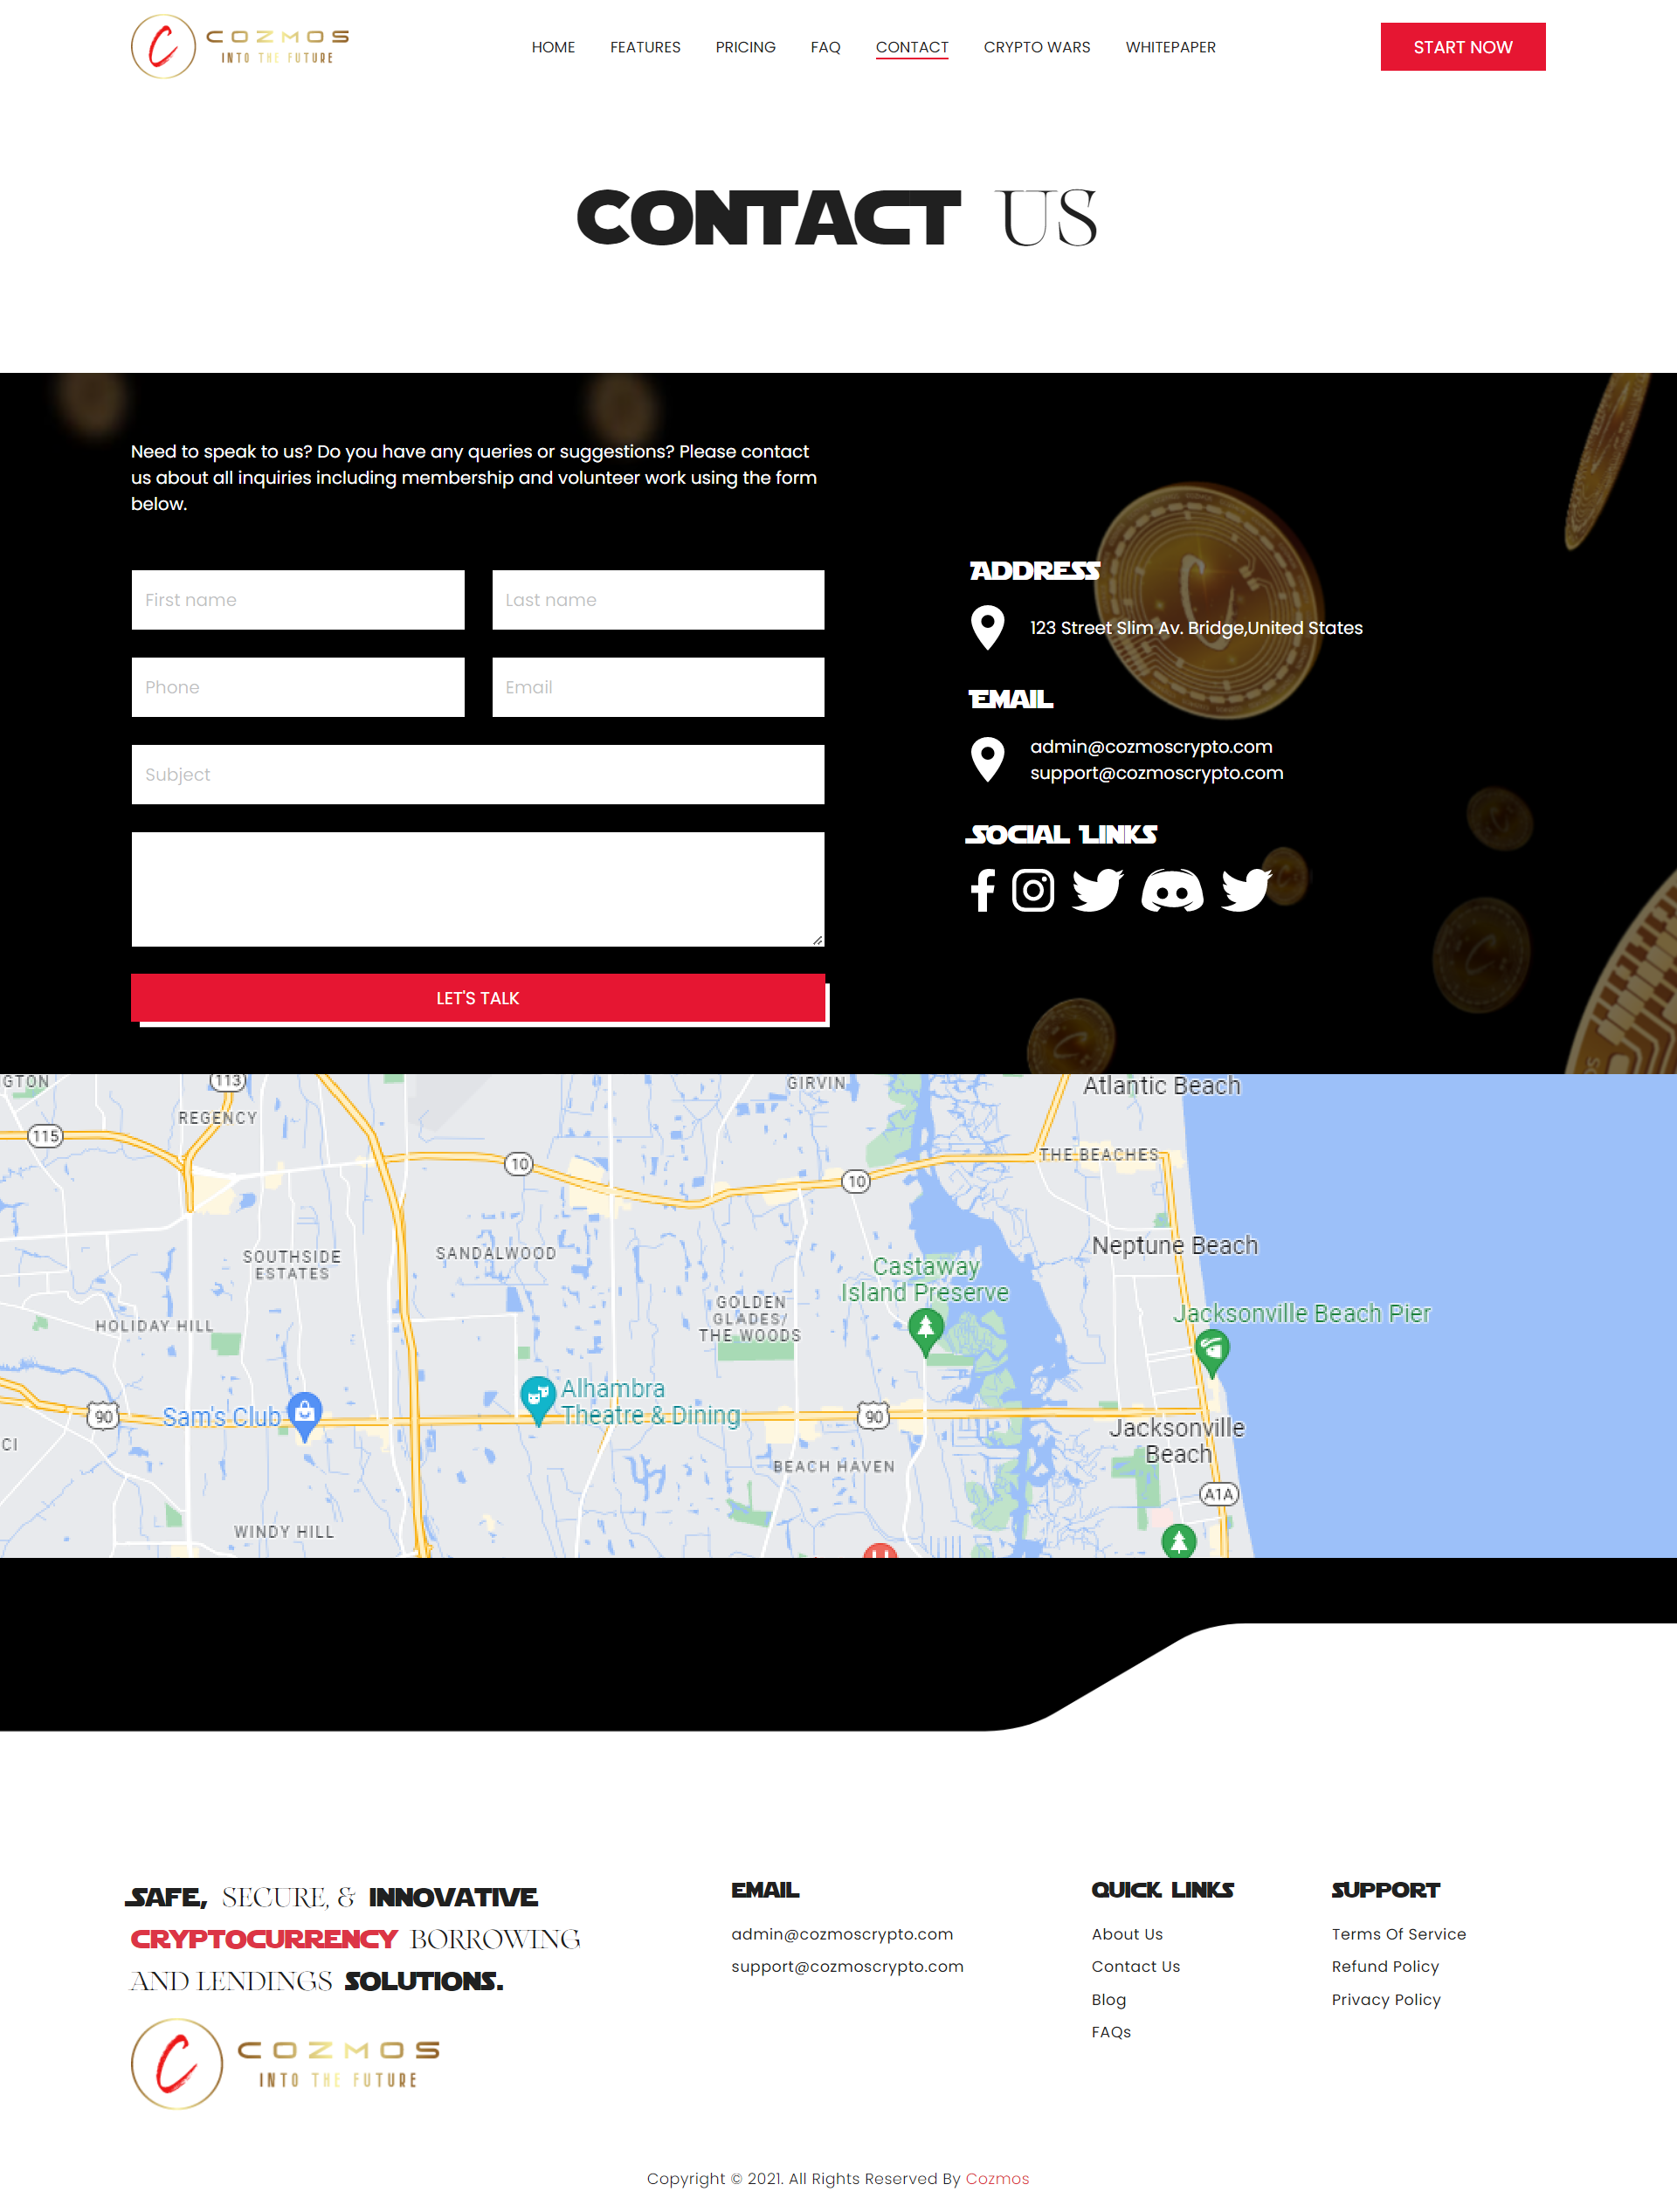 COZMOS
INTO THE FUTURE
HOME FEATURES PRICING FAQ CONTACT CRYPTO WARS WHITEPAPER
START NOW
CONTACT US
Need to speak to us? Do you have any queries or suggestions? Please contact
us about all inquiries including membership and volunteer work using the form
below.
First name
Last name
Phone
Email
Subject
LET'S TALK
ADDRESS
123 Street Slim Av. Bridge,United States
EMAIL
admin@cozmoscrypto.com
support@cozmoscrypto.com
SOCIAL LINKS
GTON
113
GIRVIN
Atlantic Beach
REGENCY
115
10
10
THE BEACHES
SOUTHSIDE
ESTATES
SANDALWOOD
Neptune Beach
Castaway
Island Preserve
GOLDEN
GLADES/
THE WOODS
Jacksonville Beach Pier
HOLIDAY HILL
Alhambra
Theatre & Dining
90
Sam's Club
90
Jacksonville
Beach
CI
BEACH HAVEN
A1A
WINDY HILL
SAFE, SECURE, & INNOVATIVE
CRYPTOCURRENCY BORROWING
AND LENDINGS SOLUTIONS.
COZMOS
INTO THE FUTURE
EMAIL
admin@cozmoscrypto.com
support@cozmoscrypto.com
QUICK LINKS
About Us
Contact Us
Blog
FAQs
SUPPORT
Terms Of Service
Refund Policy
Privacy Policy
Copyright © 2021. All Rights Reserved By Cozmos